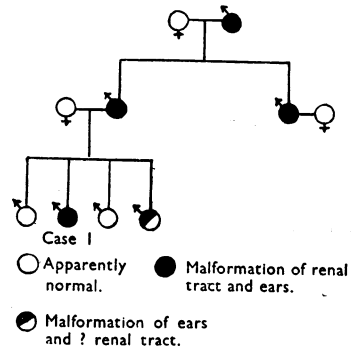 Case 1
Apparently
normal.
Malformation of renal
tract and ears.
Malformation of ears
and ? renal tract.